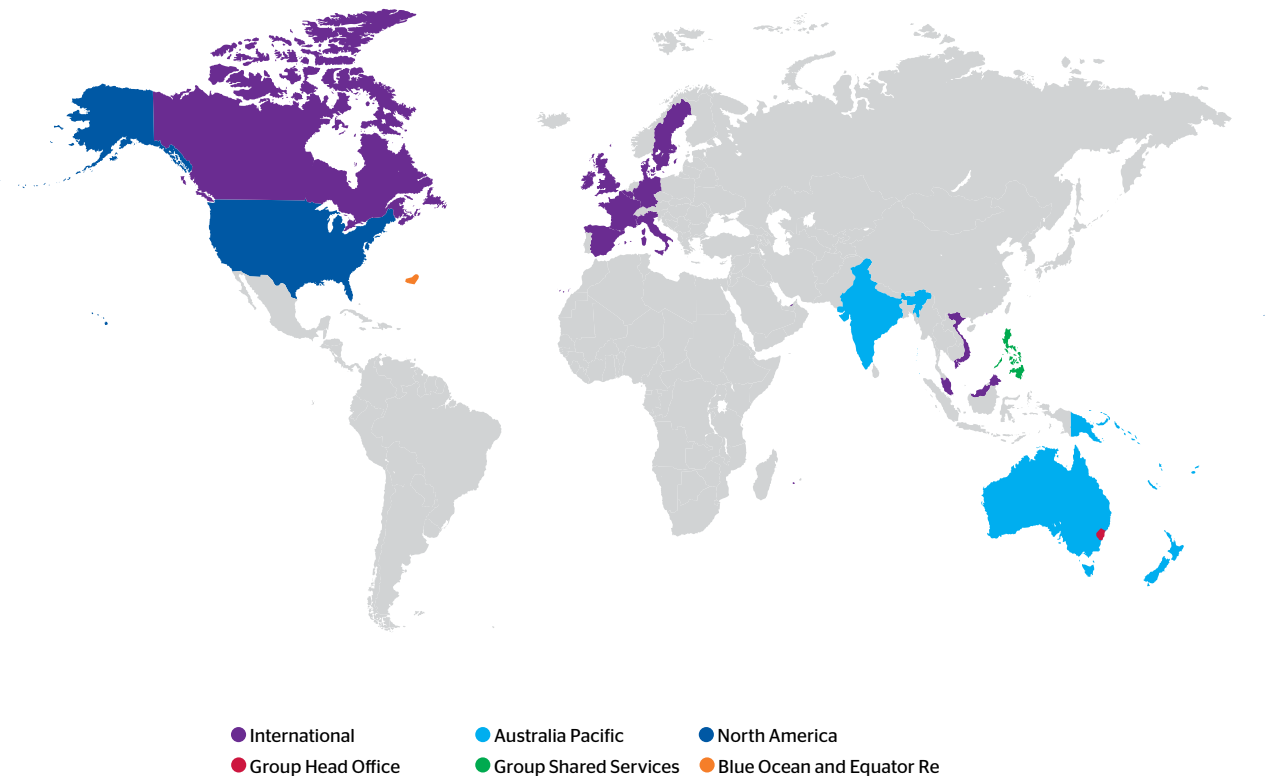 International Australia Pacific North America
Group Head Office Group Shared Services Blue Ocean and Equator Re